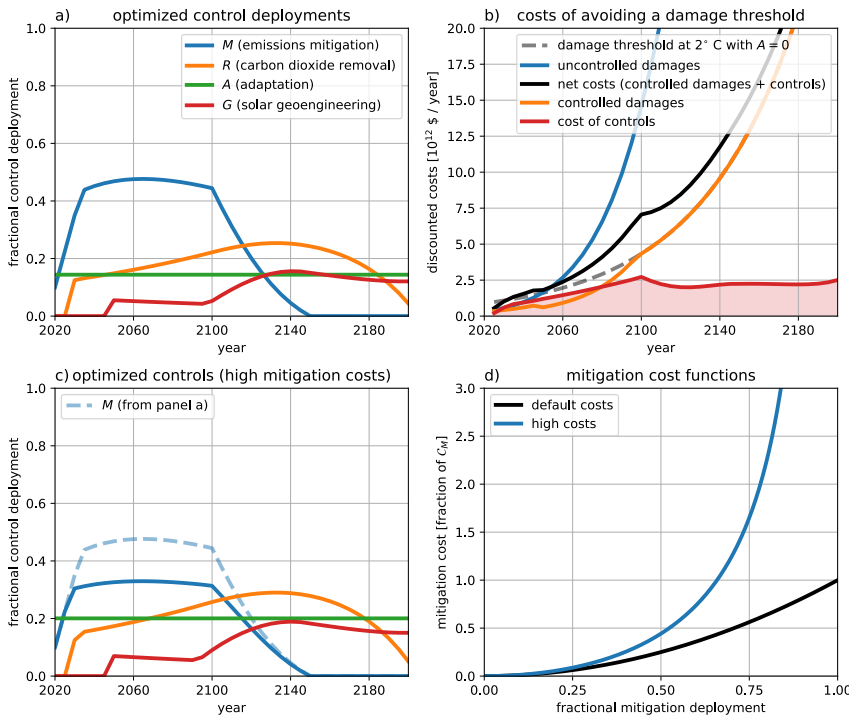 a) optimized control deployments
fractional control deployment
1.0
0.8
0.6
0.4
0.2
0.0
M (emissions mitigation)
R (carbon dioxide removal)
A (adaptation)
G (solar geoengineering)
2020 2060 2100 2140 2180
year
b) costs of avoiding a damage threshold
discounted costs [10¹² $ / year]
20.0
17.5
15.0
12.5
10.0
7.5
5.0
2.5
0.0
damage threshold at 2° C with A = 0
uncontrolled damages
net costs (controlled damages + controls)
controlled damages
cost of controls
2020 2060 2100 2140 2180
year
c) optimized controls (high mitigation costs)
fractional control deployment
1.0
0.8
0.6
0.4
0.2
0.0
M (from panel a)
2020 2060 2100 2140 2180
year
d) mitigation cost functions
mitigation cost [fraction of C_M]
3.0
2.5
2.0
1.5
1.0
0.5
0.0
default costs
high costs
0.00 0.25 0.50 0.75 1.00
fractional mitigation deployment